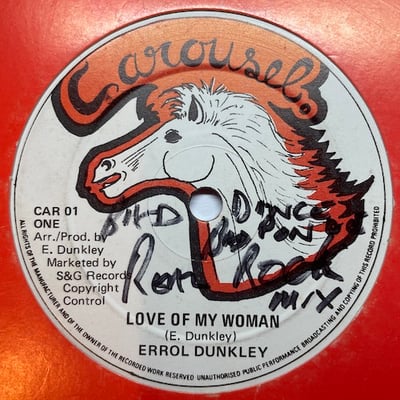 Carousel
CAR 01
ONE
Arr./Prod. by
E. Dunkley
Marketed by
S&G Records
Copyright
Control
DANCE
ROCK
MIX
LOVE OF MY WOMAN
(E. Dunkley)
ERROL DUNKLEY
ALL RIGHTS OF THE MANUFACTURER AND OF THE OWNER OF THE RECORDED WORK RESERVED UNAUTHORISED PUBLIC PERFORMANCE BROADCASTING AND COPYING OF THIS RECORD PROHIBITED